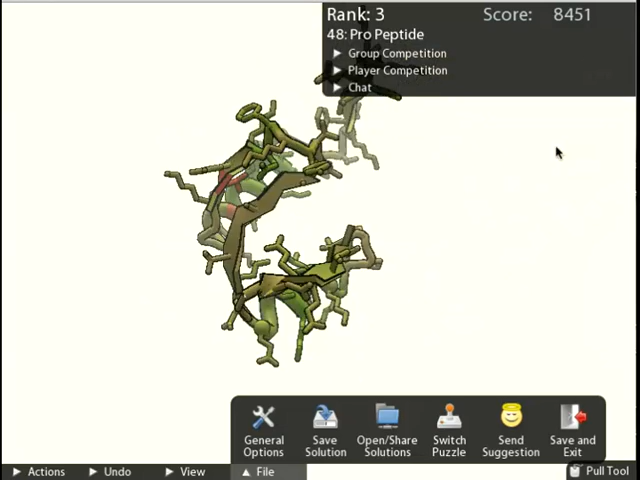 Rank: 3 Score: 8451
48: Pro Peptide
Group Competition
Player Competition
Chat
General Options
Save Solution
Open/Share Solutions
Switch Puzzle
Send Suggestion
Save and Exit
Actions Undo View File Pull Tool